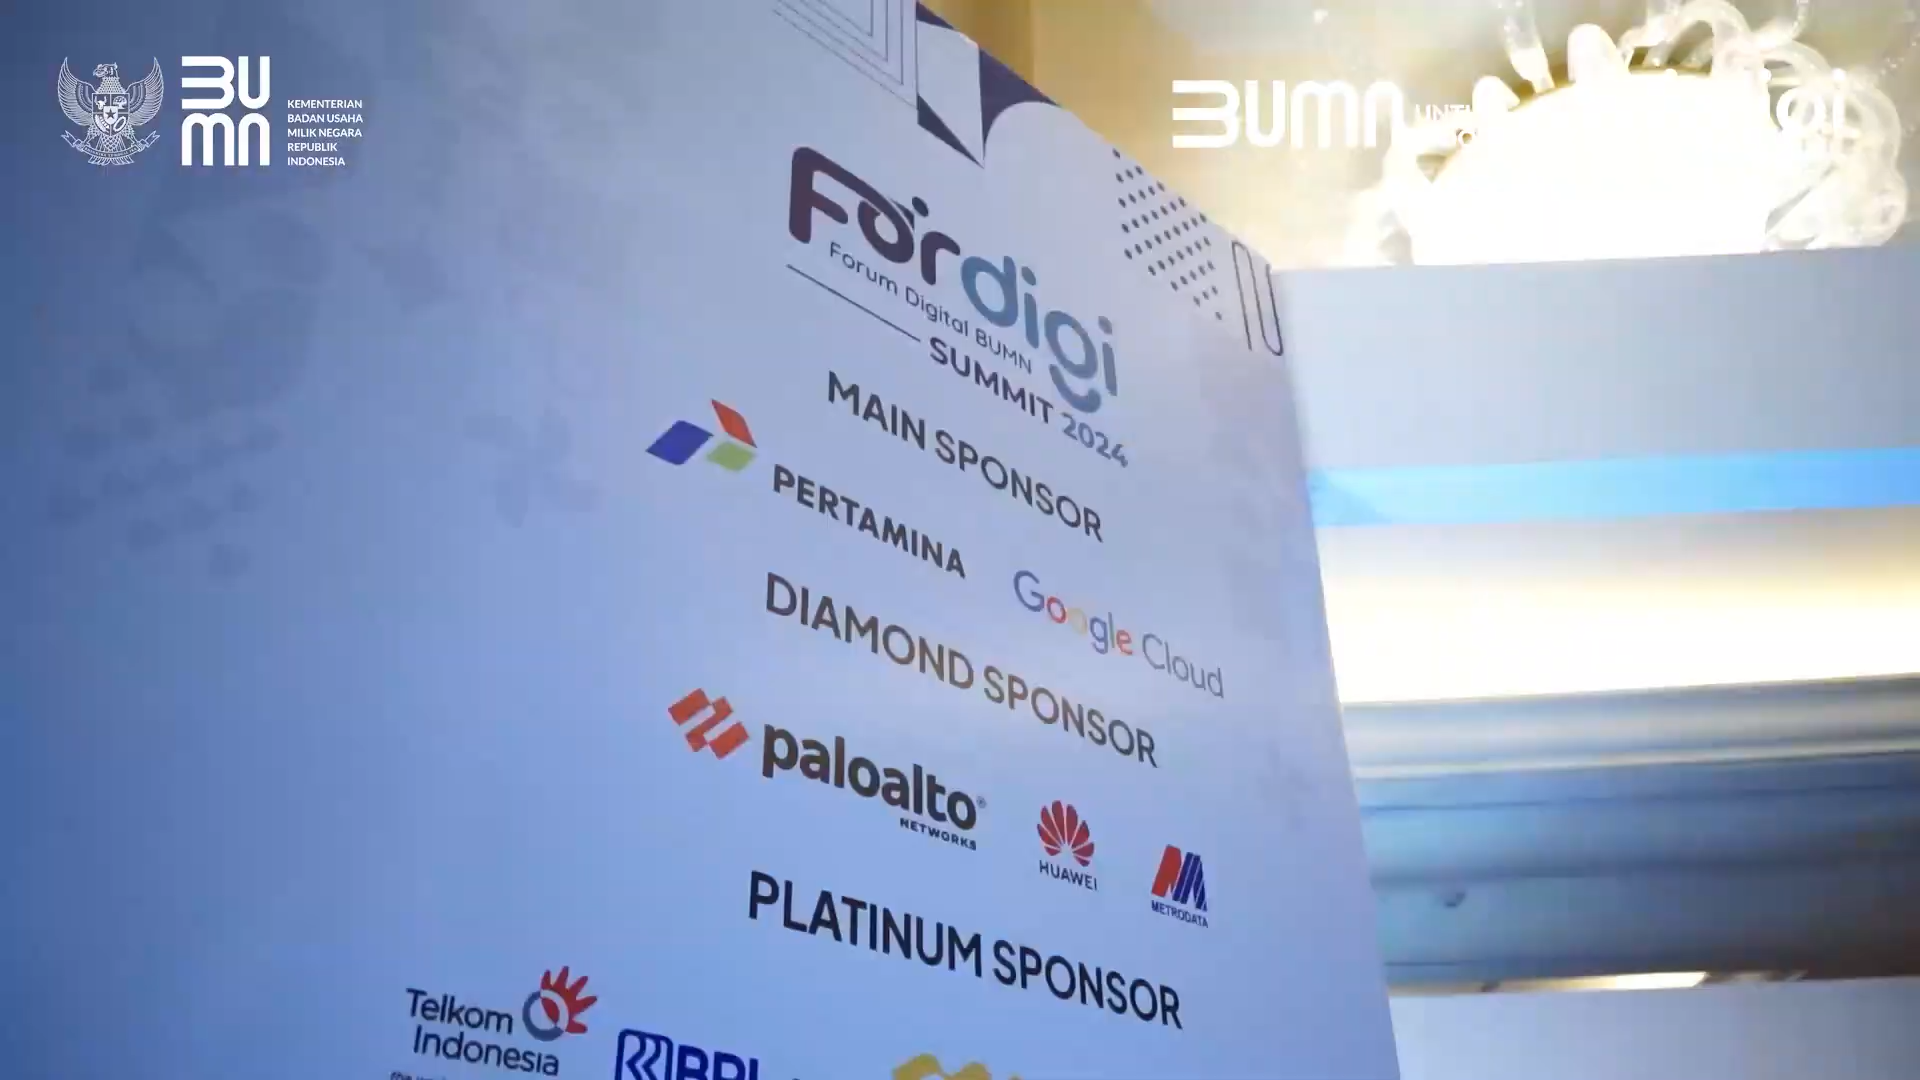 BUMN
KEMENTERIAN
BADAN USAHA
MILIK NEGARA
REPUBLIK
INDONESIA
BUMN
Fordigi
Forum Digital BUMN
SUMMIT 2024
MAIN SPONSOR
PERTAMINA
Google Cloud
DIAMOND SPONSOR
paloalto®
NETWORKS
HUAWEI
METRODATA
PLATINUM SPONSOR
Telkom
Indonesia
BRI